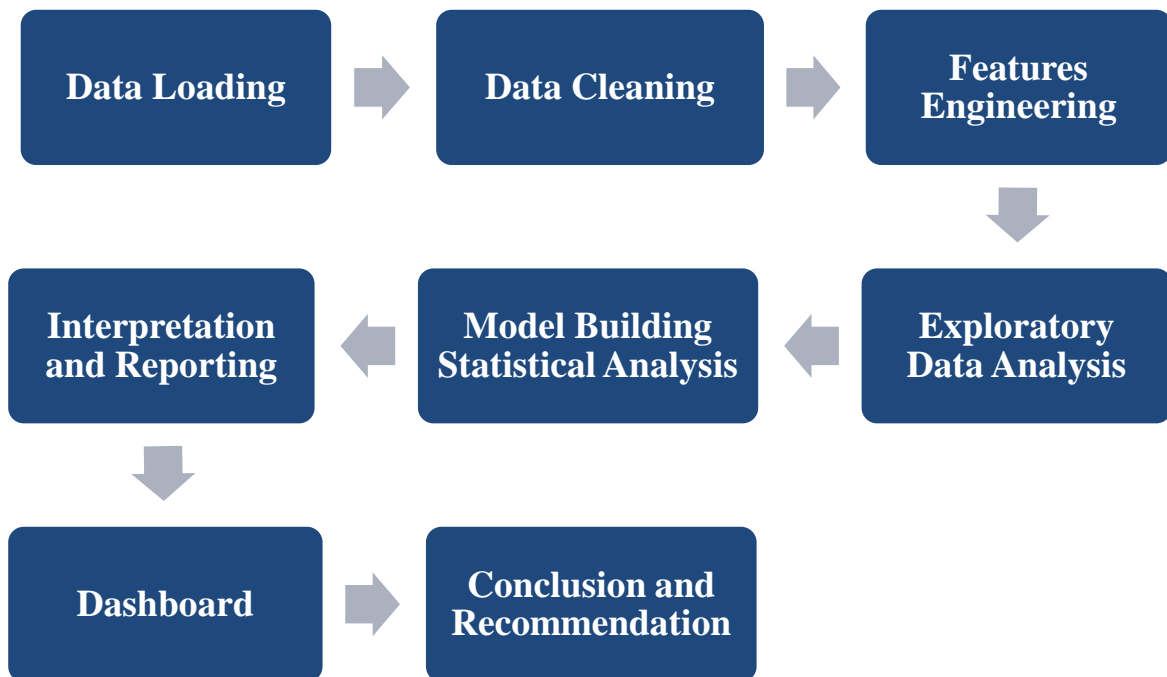 Data Loading
Data Cleaning
Features
Engineering
Exploratory
Data Analysis
Model Building
Statistical Analysis
Interpretation
and Reporting
Dashboard
Conclusion and
Recommendation